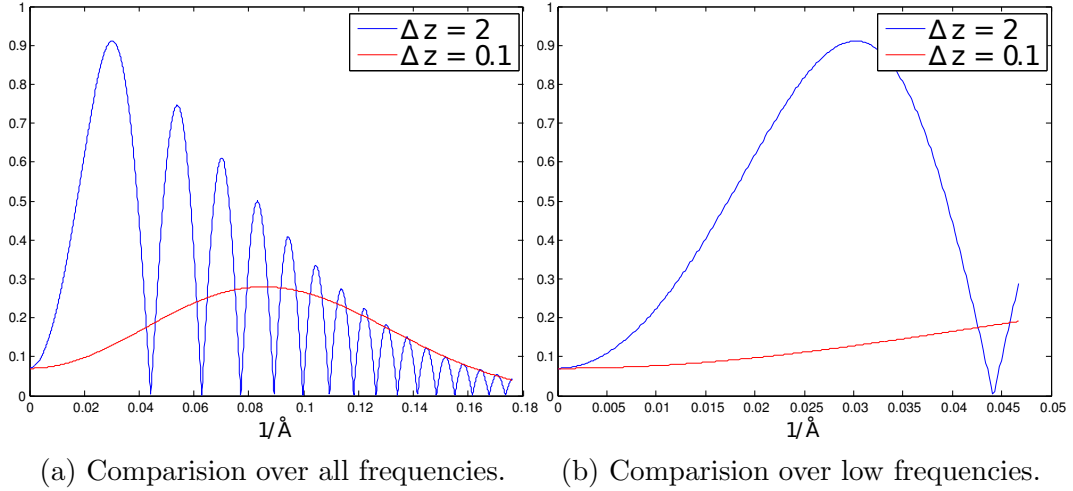 1
0.9
0.8
0.7
0.6
0.5
0.4
0.3
0.2
0.1
0
0 0.02 0.04 0.06 0.08 0.1 0.12 0.14 0.16 0.18
1/Å
Δ z = 2
Δ z = 0.1
(a) Comparision over all frequencies.
1
0.9
0.8
0.7
0.6
0.5
0.4
0.3
0.2
0.1
0
0 0.005 0.01 0.015 0.02 0.025 0.03 0.035 0.04 0.045 0.05
1/Å
Δ z = 2
Δ z = 0.1
(b) Comparision over low frequencies.